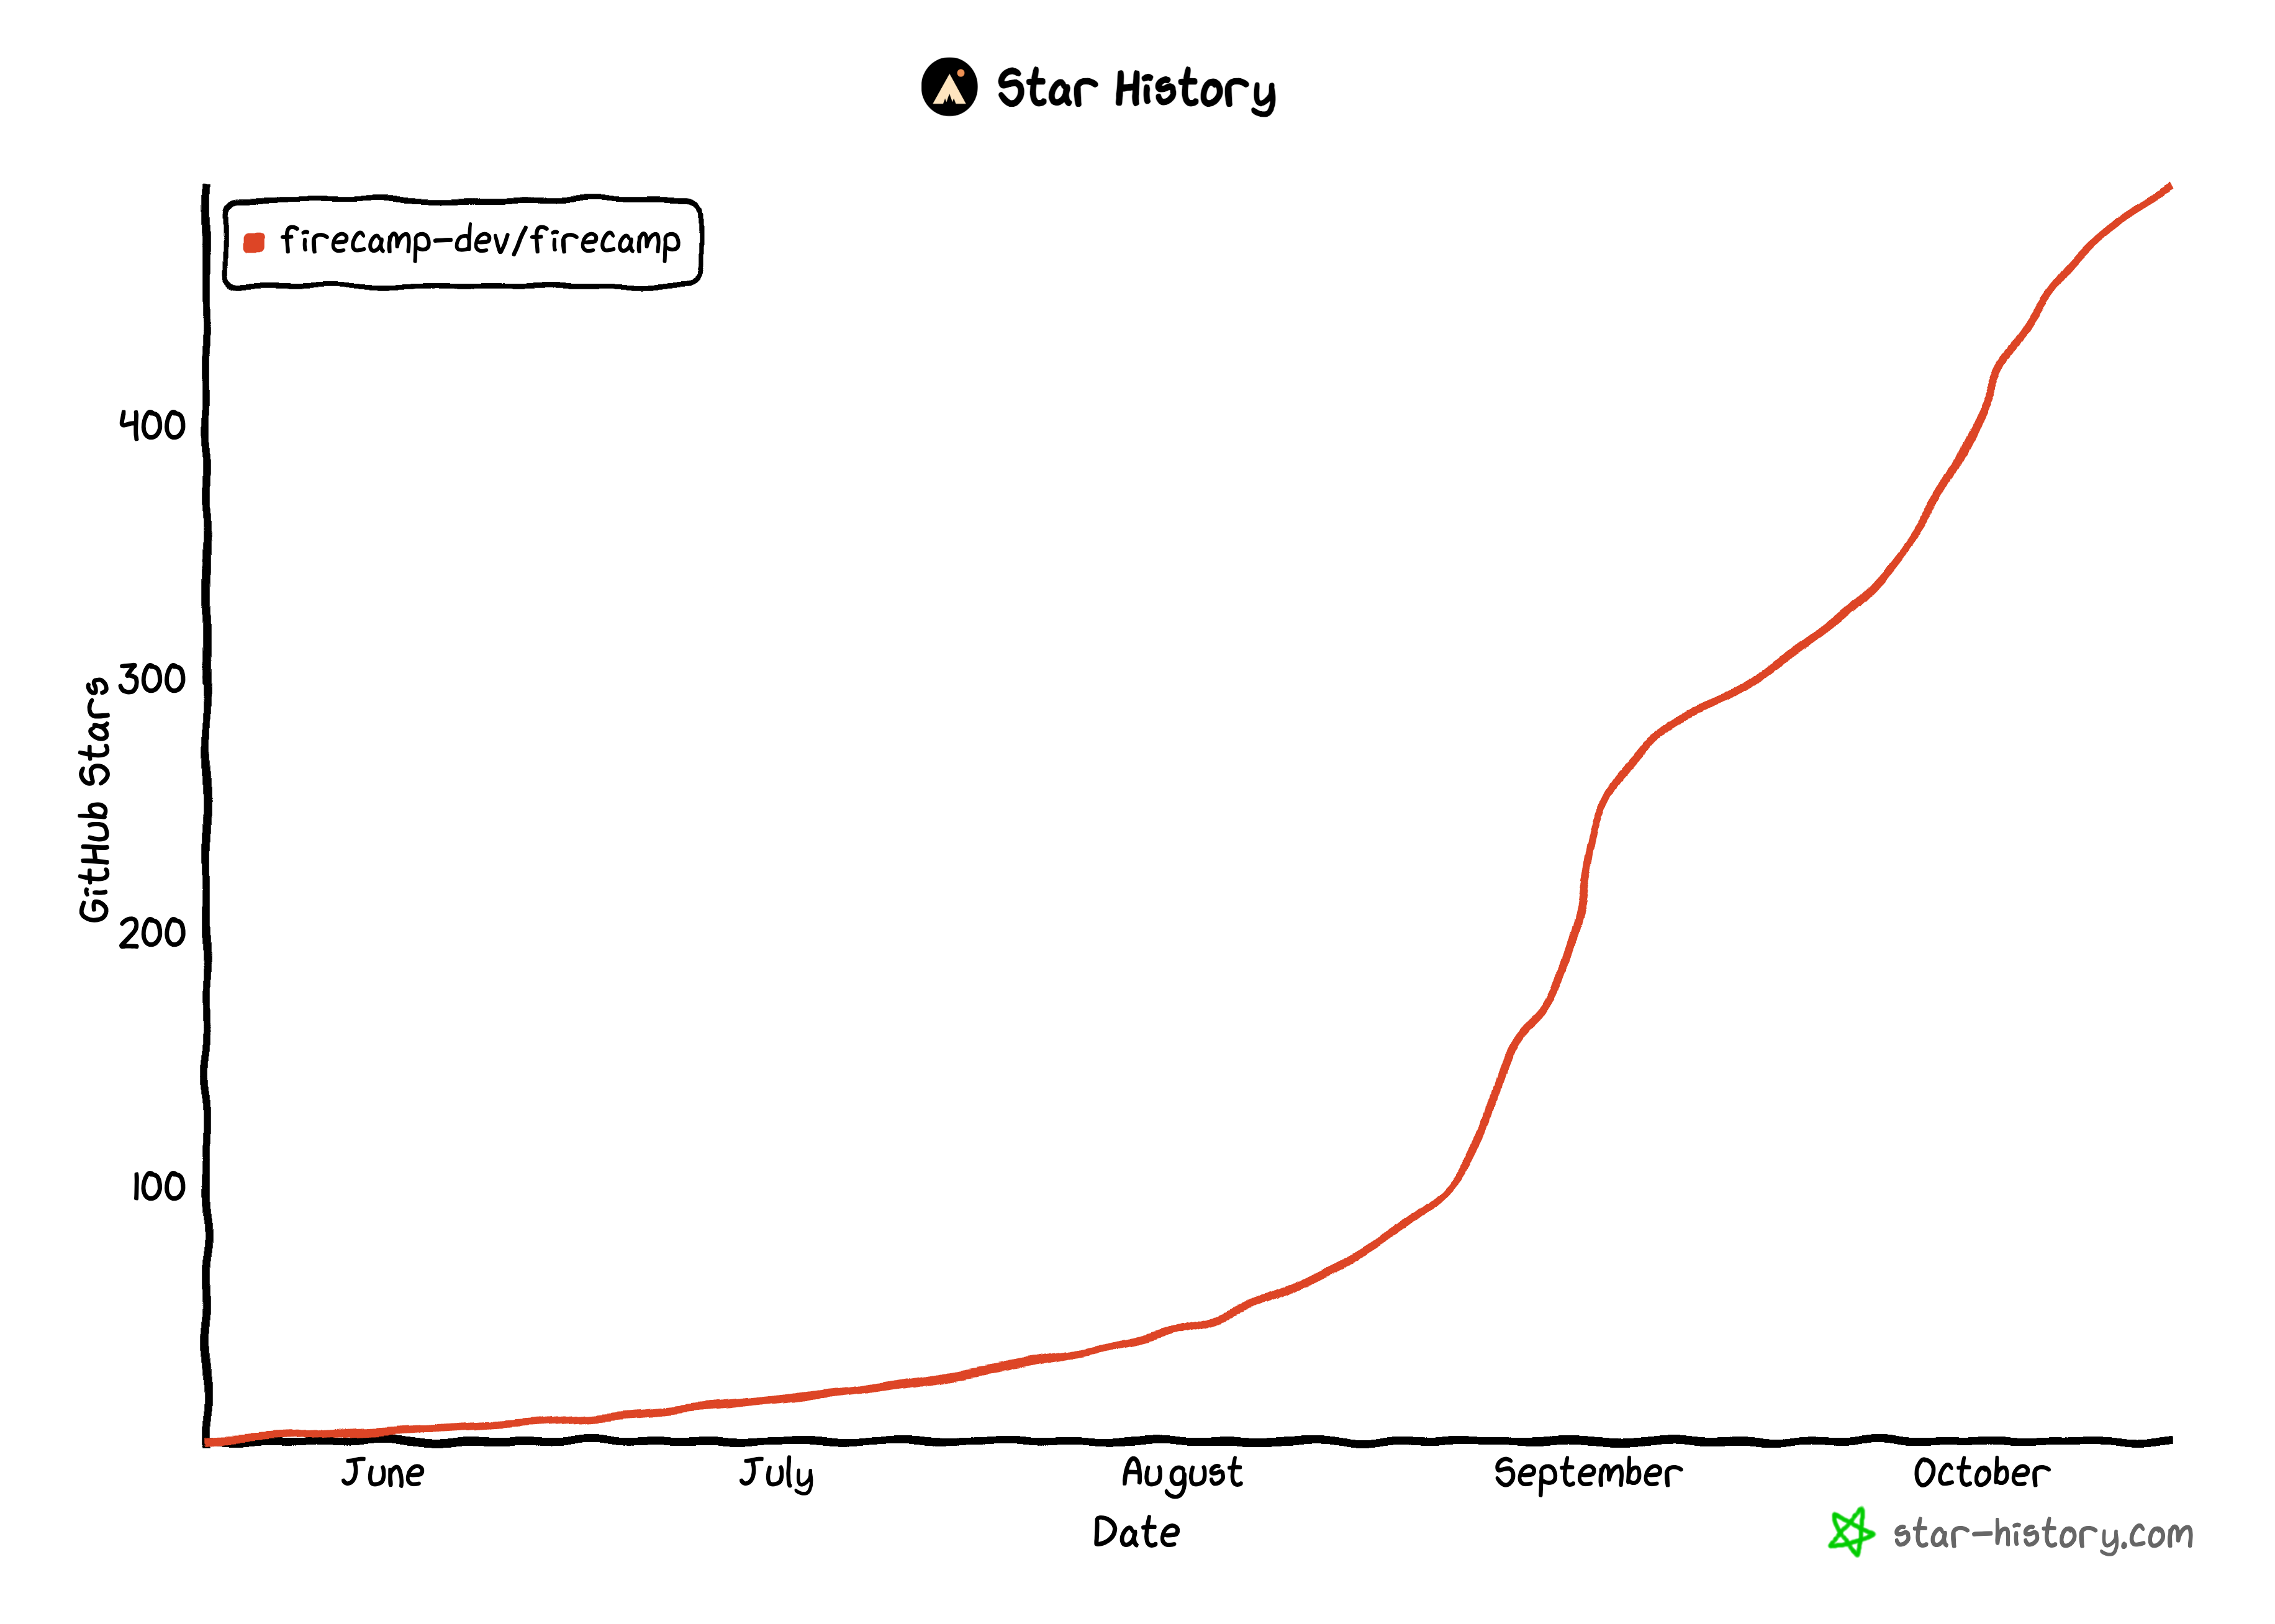 Star History
firecamp-dev/firecamp
400
300
200
100
GitHub Stars
June
July
August
September
October
Date
star-history.com